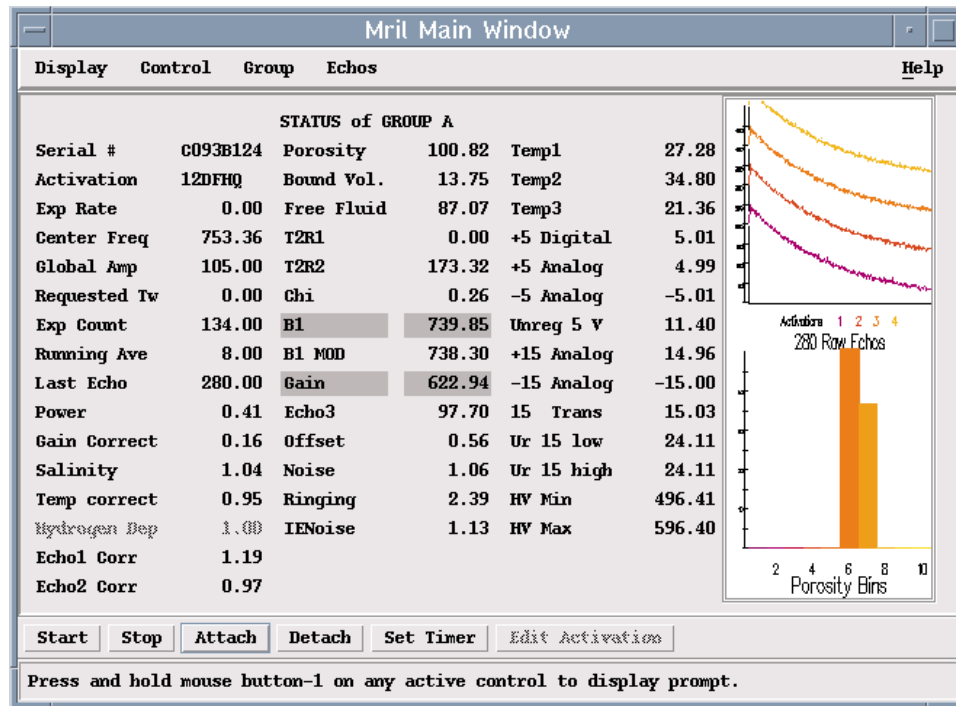 Mril Main Window
Display Control Group Echos Help
STATUS of GROUP A
Serial # C093B124 Porosity 100.82 Temp1 27.28
Activation 12DFHQ Bound Vol. 13.75 Temp2 34.80
Exp Rate 0.00 Free Fluid 87.07 Temp3 21.36
Center Freq 753.36 T2R1 0.00 +5 Digital 5.01
Global Amp 105.00 T2R2 173.32 +5 Analog 4.99
Requested Tw 0.00 Chi 0.26 -5 Analog -5.01
Exp Count 134.00 B1 739.85 Unreg 5 V 11.40
Running Ave 8.00 B1 MOD 738.30 +15 Analog 14.96
Last Echo 280.00 Gain 622.94 -15 Analog -15.00
Power 0.41 Echo3 97.70 15 Trans 15.03
Gain Correct 0.16 Offset 0.56 Ur 15 low 24.11
Salinity 1.04 Noise 1.06 Ur 15 high 24.11
Temp correct 0.95 Ringing 2.39 HV Min 496.41
Hydrogen Dep 1.00 IENoise 1.13 HV Max 596.40
Echo1 Corr 1.19
Echo2 Corr 0.97
Activations 1 2 3 4
280 Raw Echos
2 4 6 8 10
Porosity Bins
Start Stop Attach Detach Set Timer Edit Activation
Press and hold mouse button-1 on any active control to display prompt.